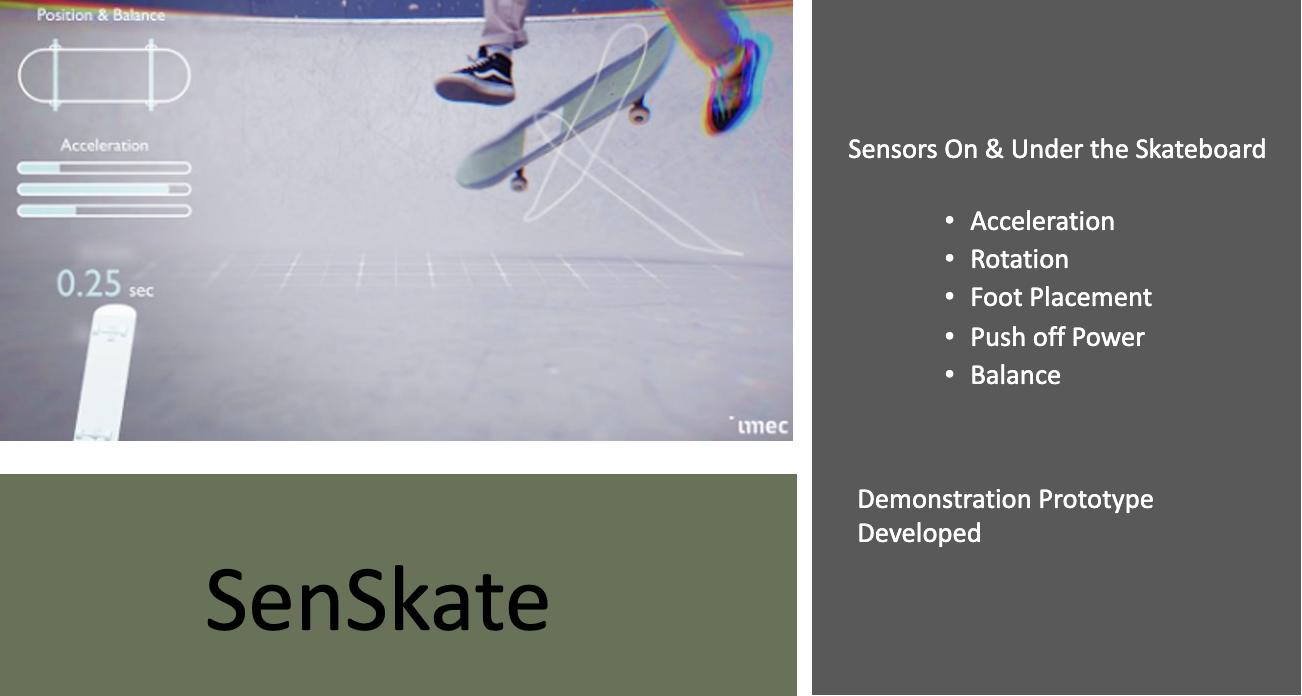 Position & Balance
Acceleration
0.25 sec
imec
SenSkate
Sensors On & Under the Skateboard
• Acceleration
• Rotation
• Foot Placement
• Push off Power
• Balance
Demonstration Prototype
Developed